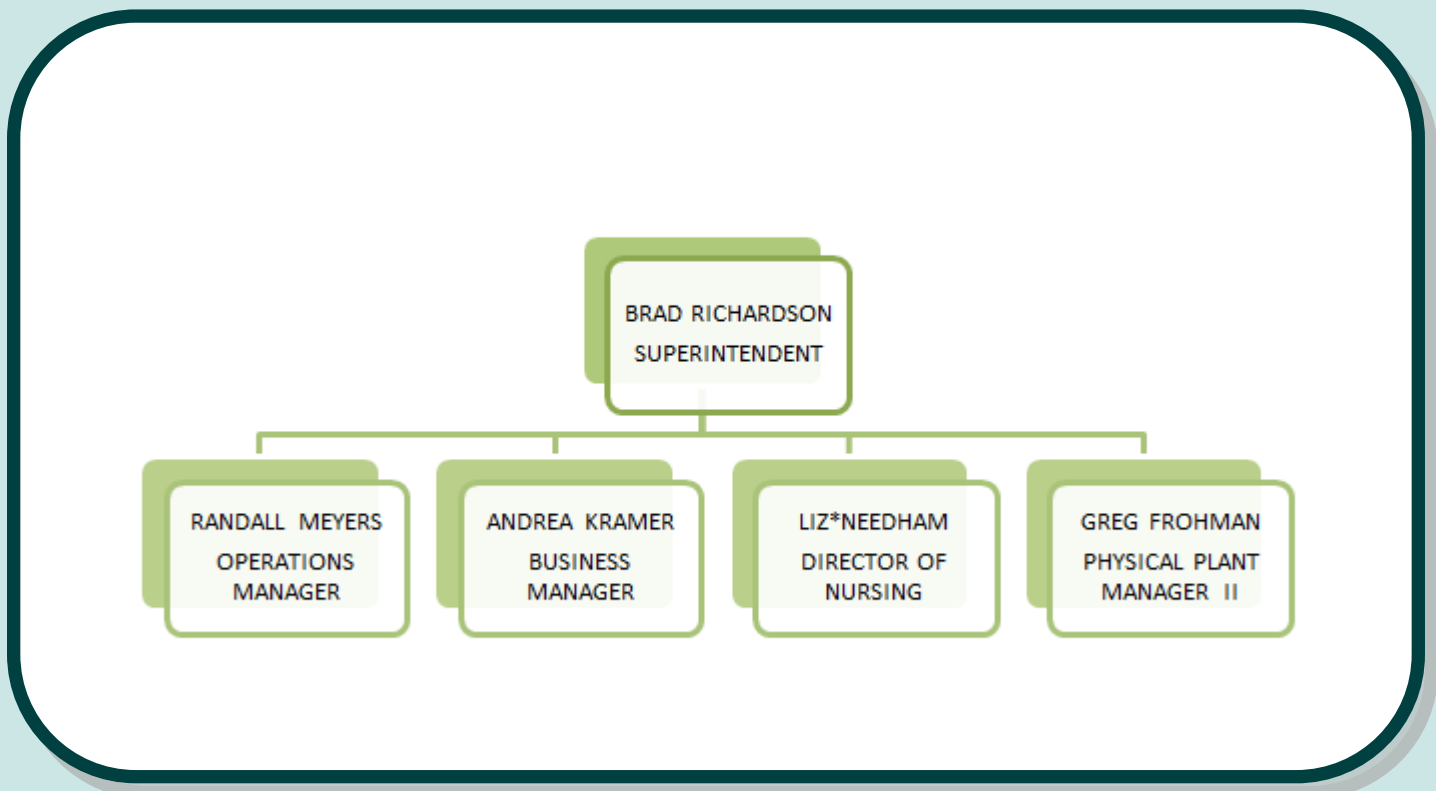 BRAD RICHARDSON
SUPERINTENDENT
RANDALL MEYERS
OPERATIONS
MANAGER
ANDREA KRAMER
BUSINESS
MANAGER
LIZ*NEEDHAM
DIRECTOR OF
NURSING
GREG FROHMAN
PHYSICAL PLANT
MANAGER II